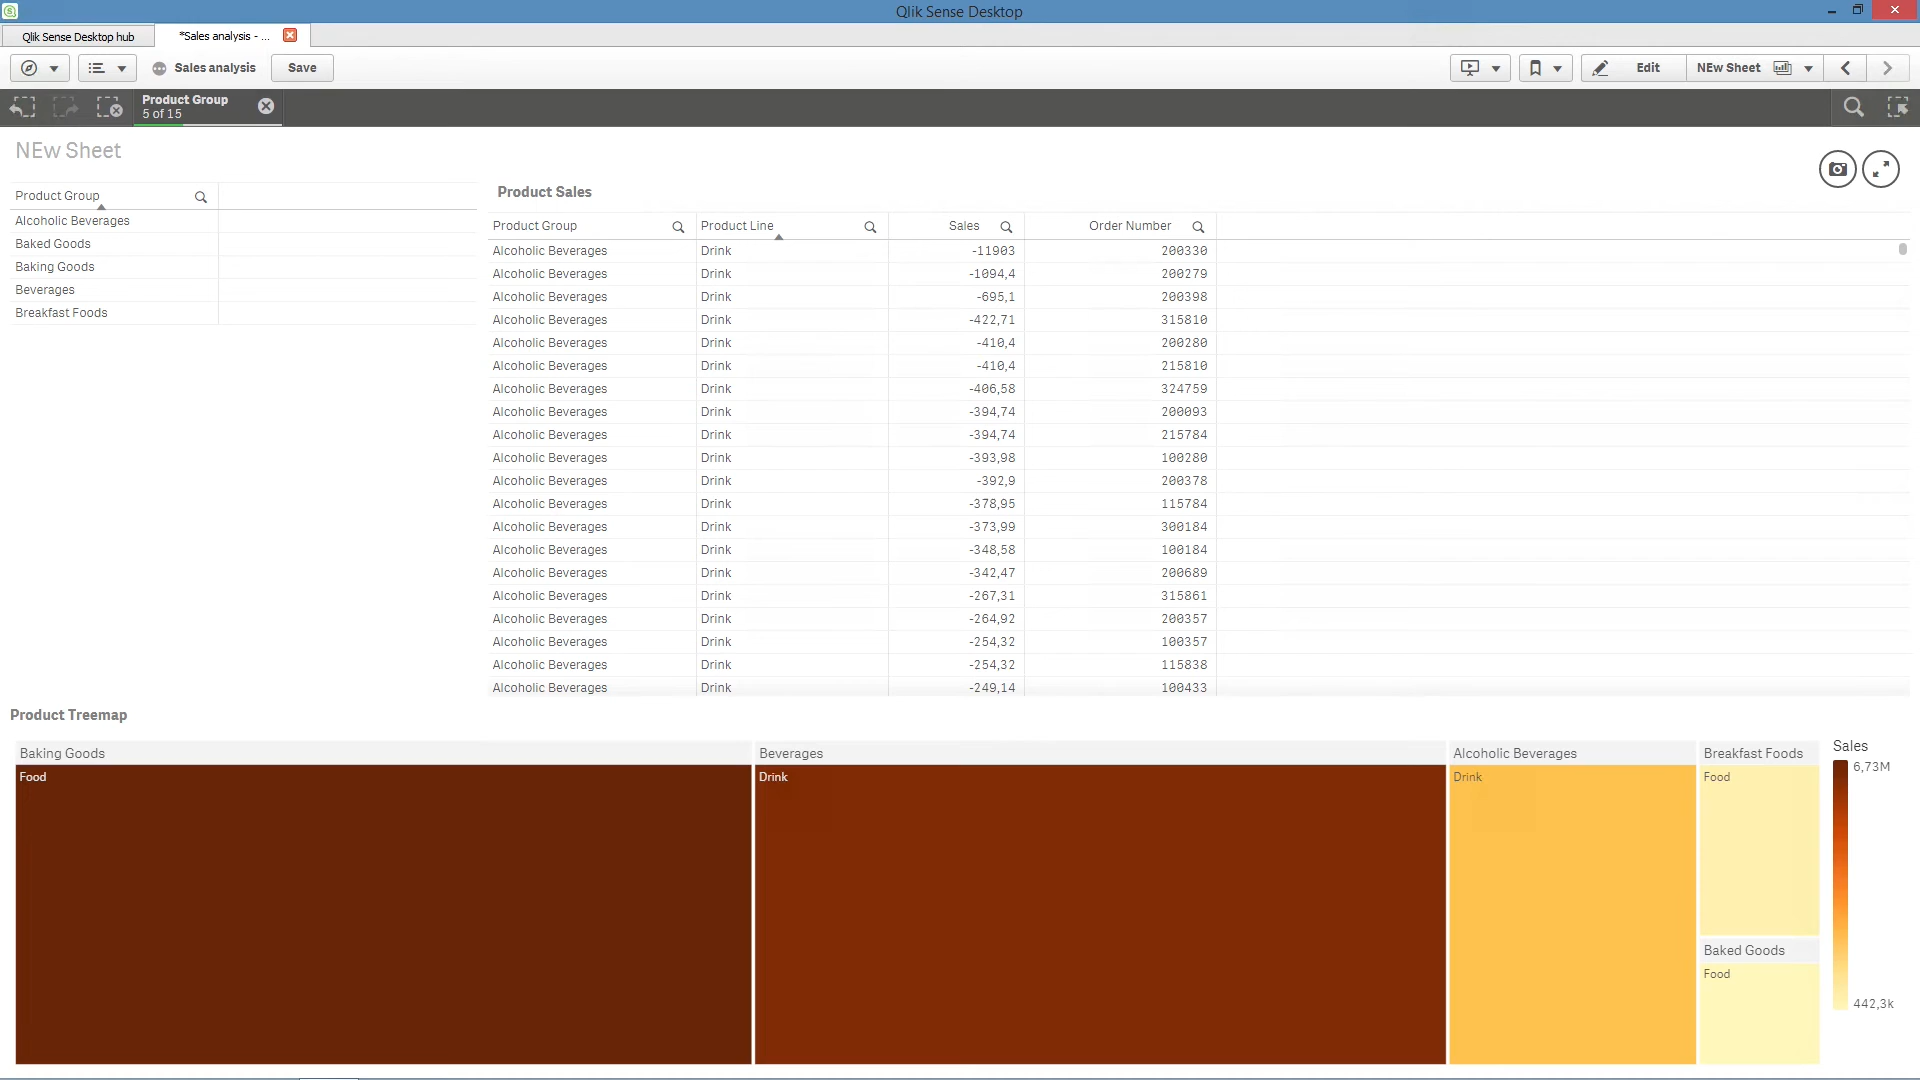 Qlik Sense Desktop
Qlik Sense Desktop hub
*Sales analysis - ...
Sales analysis
Save
Edit
NEw Sheet
Product Group
5 of 15
NEw Sheet
Product Group
Alcoholic Beverages
Baked Goods
Baking Goods
Beverages
Breakfast Foods
Product Sales
Product Group Product Line Sales Order Number
Alcoholic Beverages Drink -11903 200330
Alcoholic Beverages Drink -1094,4 200279
Alcoholic Beverages Drink -695,1 200398
Alcoholic Beverages Drink -422,71 315810
Alcoholic Beverages Drink -410,4 200280
Alcoholic Beverages Drink -410,4 215810
Alcoholic Beverages Drink -406,58 324759
Alcoholic Beverages Drink -394,74 200093
Alcoholic Beverages Drink -394,74 215784
Alcoholic Beverages Drink -393,98 100280
Alcoholic Beverages Drink -392,9 200378
Alcoholic Beverages Drink -378,95 115784
Alcoholic Beverages Drink -373,99 300184
Alcoholic Beverages Drink -348,58 100184
Alcoholic Beverages Drink -342,47 200689
Alcoholic Beverages Drink -267,31 315861
Alcoholic Beverages Drink -264,92 200357
Alcoholic Beverages Drink -254,32 100357
Alcoholic Beverages Drink -254,32 115838
Alcoholic Beverages Drink -249,14 100433
Product Treemap
Baking Goods
Food
Beverages
Drink
Alcoholic Beverages
Drink
Breakfast Foods
Food
Baked Goods
Food
Sales
6,73M
442,3k